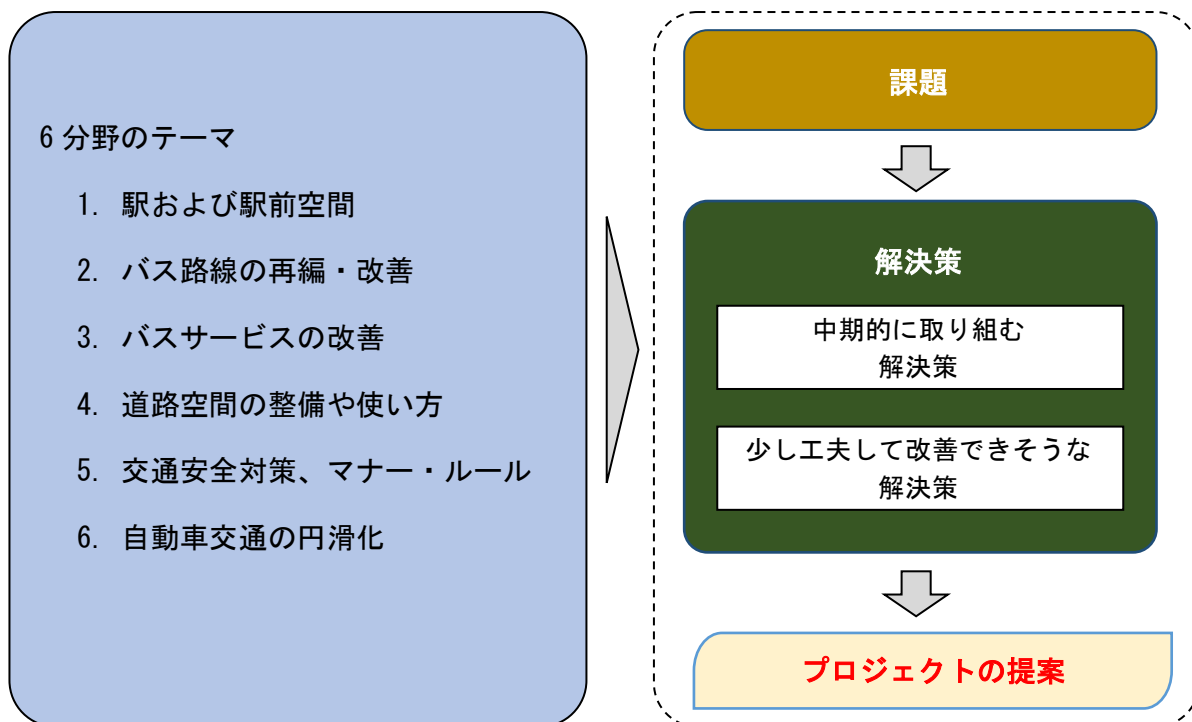 6 分野のテーマ
1. 駅および駅前空間
2. バス路線の再編・改善
3. バスサービスの改善
4. 道路空間の整備や使い方
5. 交通安全対策、マナー・ルール
6. 自動車交通の円滑化
課題
解決策
中期的に取り組む
解決策
少し工夫して改善できそうな
解決策
プロジェクトの提案